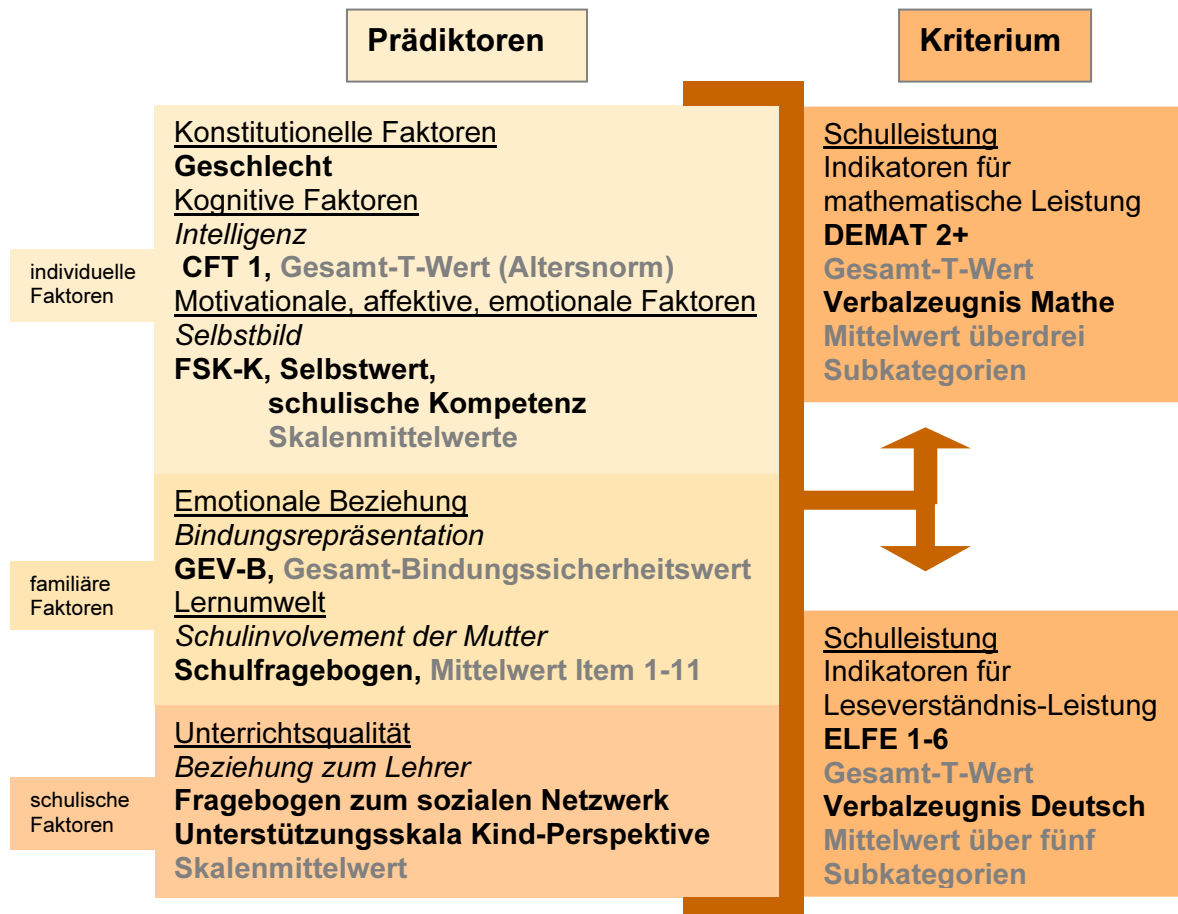 Prädiktoren
Kriterium
individuelle
Faktoren
Konstitutionelle Faktoren
Geschlecht
Kognitive Faktoren
Intelligenz
CFT 1, Gesamt-T-Wert (Altersnorm)
Motivationale, affektive, emotionale Faktoren
Selbstbild
FSK-K, Selbstwert,
schulische Kompetenz
Skalenmittelwerte
familiäre
Faktoren
Emotionale Beziehung
Bindungsrepräsentation
GEV-B, Gesamt-Bindungssicherheitswert
Lernumwelt
Schulinvolvement der Mutter
Schulfragebogen, Mittelwert Item 1-11
schulische
Faktoren
Unterrichtsqualität
Beziehung zum Lehrer
Fragebogen zum sozialen Netzwerk
Unterstützungsskala Kind-Perspektive
Skalenmittelwert
Schulleistung
Indikatoren für
mathematische Leistung
DEMAT 2+
Gesamt-T-Wert
Verbalzeugnis Mathe
Mittelwert überdrei
Subkategorien
Schulleistung
Indikatoren für
Leseverständnis-Leistung
ELFE 1-6
Gesamt-T-Wert
Verbalzeugnis Deutsch
Mittelwert über fünf
Subkategorien